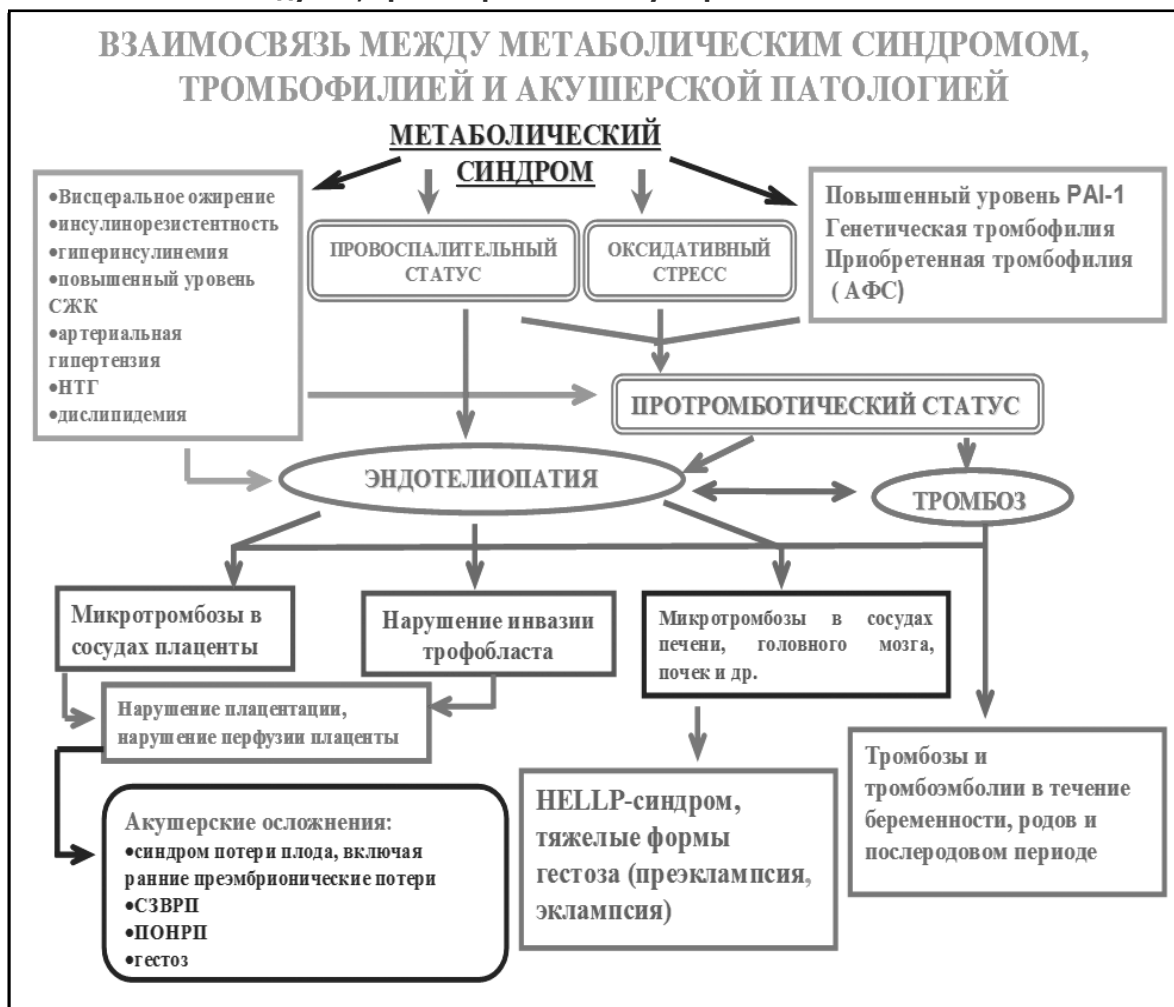 ВЗАИМОСВЯЗЬ МЕЖДУ МЕТАБОЛИЧЕСКИМ СИНДРОМОМ,
ТРОМБОФИЛИЕЙ И АКУШЕРСКОЙ ПАТОЛОГИЕЙ
МЕТАБОЛИЧЕСКИЙ
СИНДРОМ
•Висцеральное ожирение
•инсулинорезистентность
•гиперинсулинемия
•повышенный уровень
СЖК
•артериальная
гипертензия
•НТГ
•дислипидемия
ПРОВОСПАЛИТЕЛЬНЫЙ
СТАТУС
ОКСИДАТИВНЫЙ
СТРЕСС
Повышенный уровень PAI-1
Генетическая тромбофилия
Приобретенная тромбофилия
( АФС)
ПРОТРОМБОТИЧЕСКИЙ СТАТУС
ЭНДОТЕЛИОПАТИЯ
ТРОМБОЗ
Микротромбозы в
сосудах плаценты
Нарушение инвазии
трофобласта
Микротромбозы в сосудах
печени, головного мозга,
почек и др.
Нарушение плацентации,
нарушение перфузии плаценты
Акушерские осложнения:
•синдром потери плода, включая
ранние преэмбрионические потери
•СЗВРП
•ПОНРП
•гестоз
HELLP-синдром,
тяжелые формы
гестоза (преэклампсия,
эклампсия)
Тромбозы и
тромбоэмболии в течение
беременности, родов и
послеродовом периоде